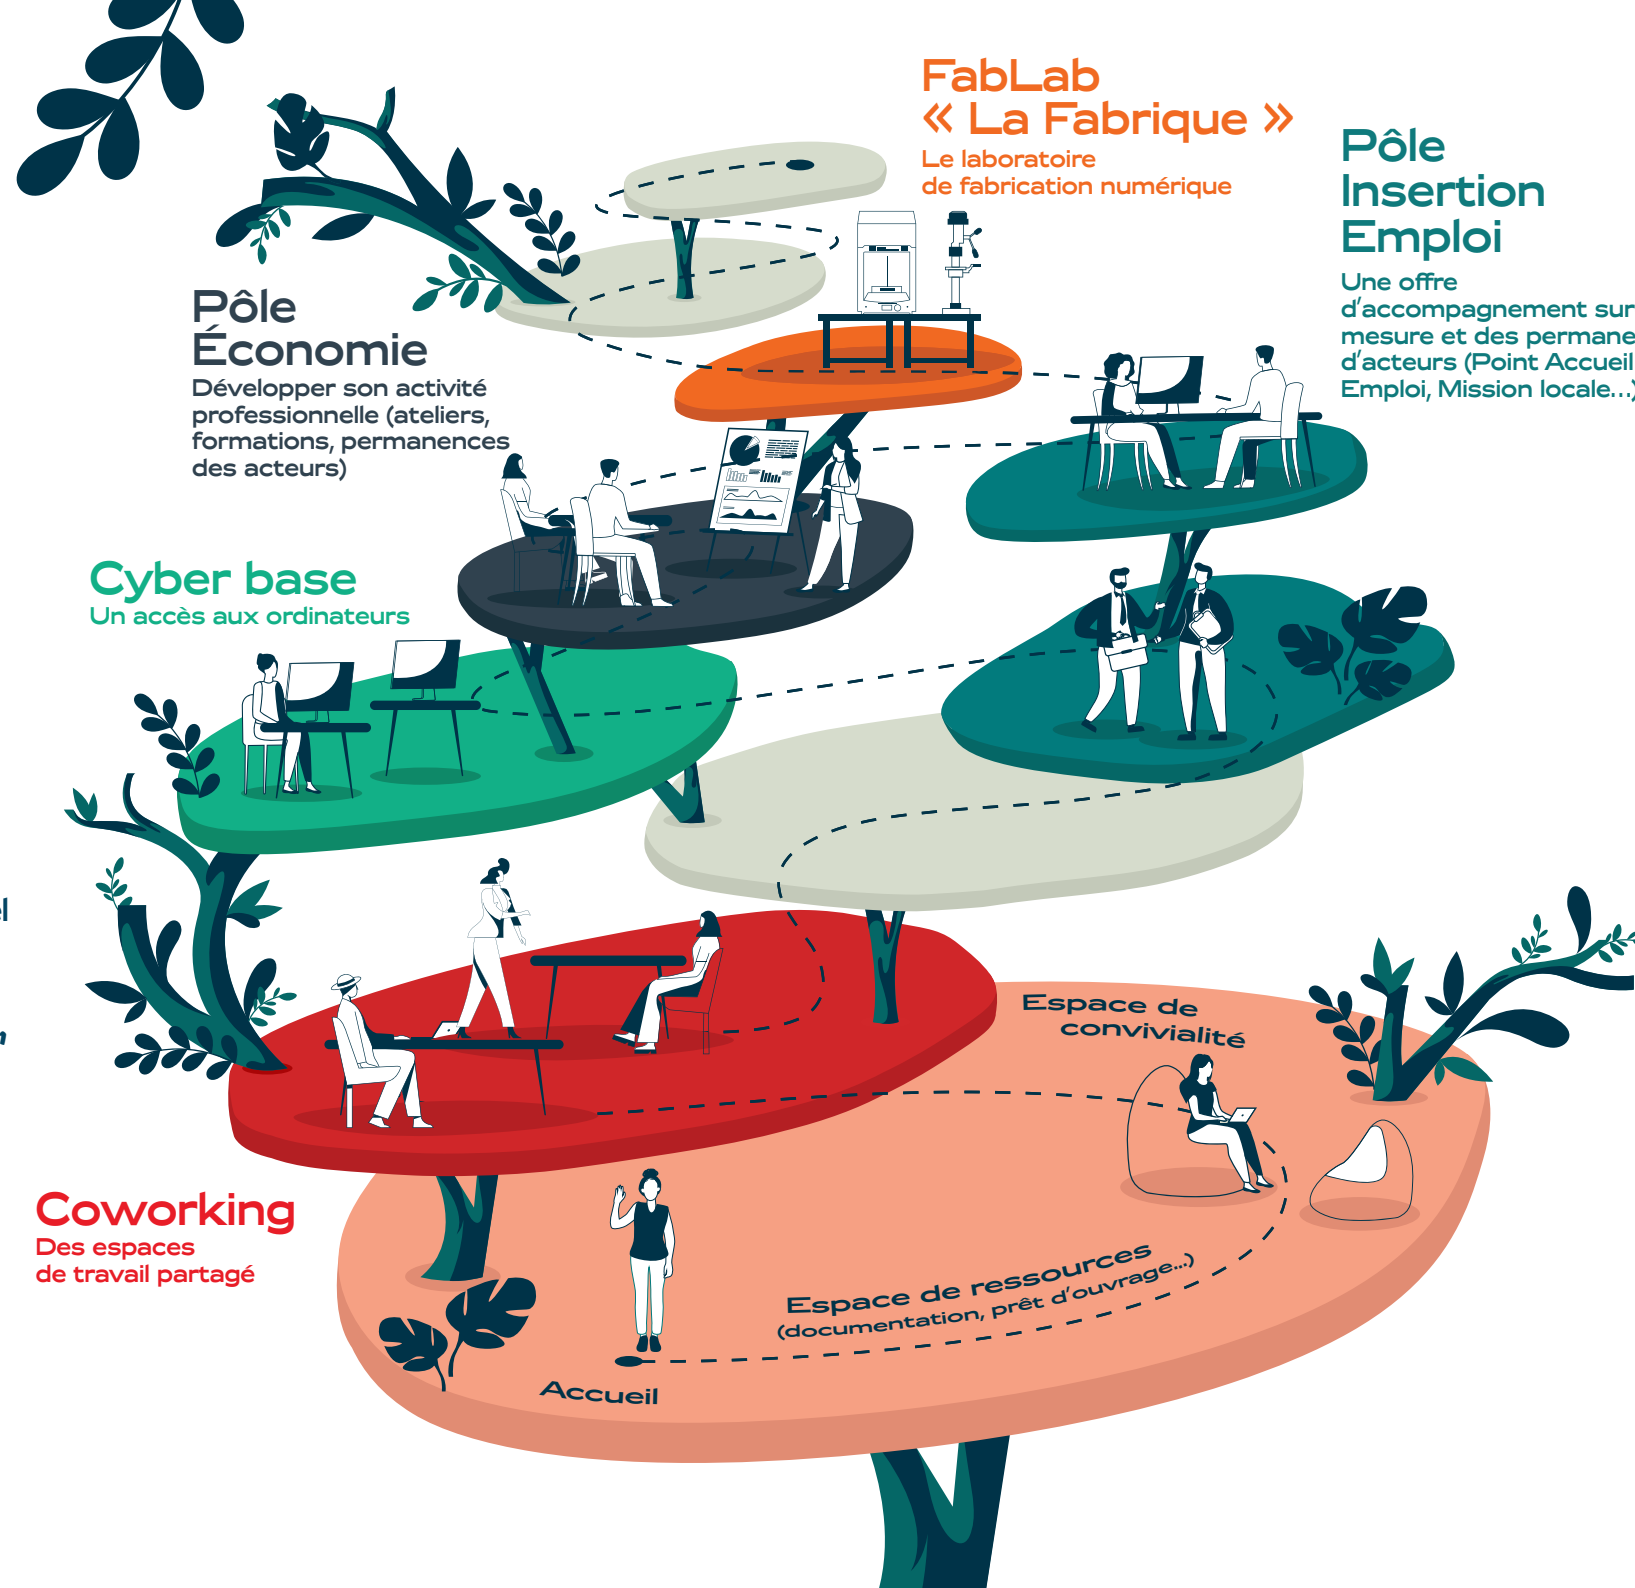 FabLab
« La Fabrique »
Le laboratoire
de fabrication numérique
Pôle
Insertion
Emploi
Une offre
d'accompagnement sur
mesure et des permane
d'acteurs (Point Accueil
Emploi, Mission locale...)
Pôle
Économie
Développer son activité
professionnelle (ateliers,
formations, permanences
des acteurs)
Cyber base
Un accès aux ordinateurs
Espace de
convivialité
Coworking
Des espaces
de travail partagé
Espace de ressources
(documentation, prêt d'ouvrage...)
Accueil